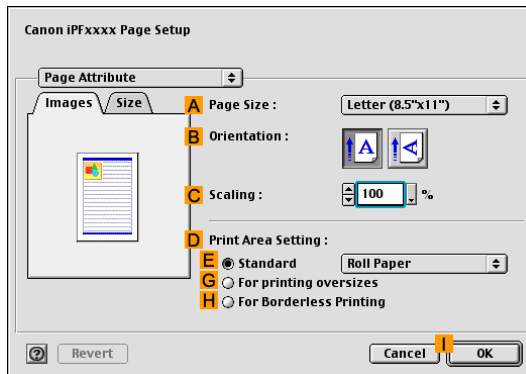 Canon iPFxxxx Page Setup
Page Attribute
Images Size
A Page Size : Letter (8.5"x11")
B Orientation : A A
C Scaling : 100 %
D Print Area Setting :
E Standard Roll Paper
G For printing oversizes
H For Borderless Printing
? Revert Cancel I OK